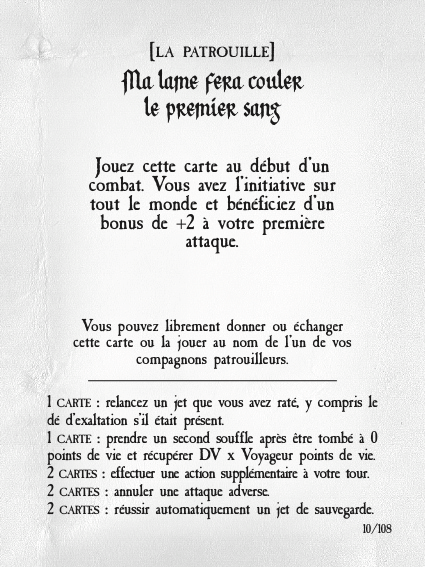 [LA PATROUILLE]
Ma lame fera couler
le premier sang
Jouez cette carte au début d'un
combat. Vous avez l'initiative sur
tout le monde et bénéficiez d'un
bonus de +2 à votre première
attaque.
Vous pouvez librement donner ou échanger
cette carte ou la jouer au nom de l'un de vos
compagnons patrouilleurs.
1 CARTE : relancez un jet que vous avez raté, y compris le
dé d'exaltation s'il était présent.
1 CARTE : prendre un second souffle après être tombé à 0
points de vie et récupérer DV x Voyageur points de vie.
2 CARTES : effectuer une action supplémentaire à votre tour.
2 CARTES : annuler une attaque adverse.
2 CARTES : réussir automatiquement un jet de sauvegarde.
10/108